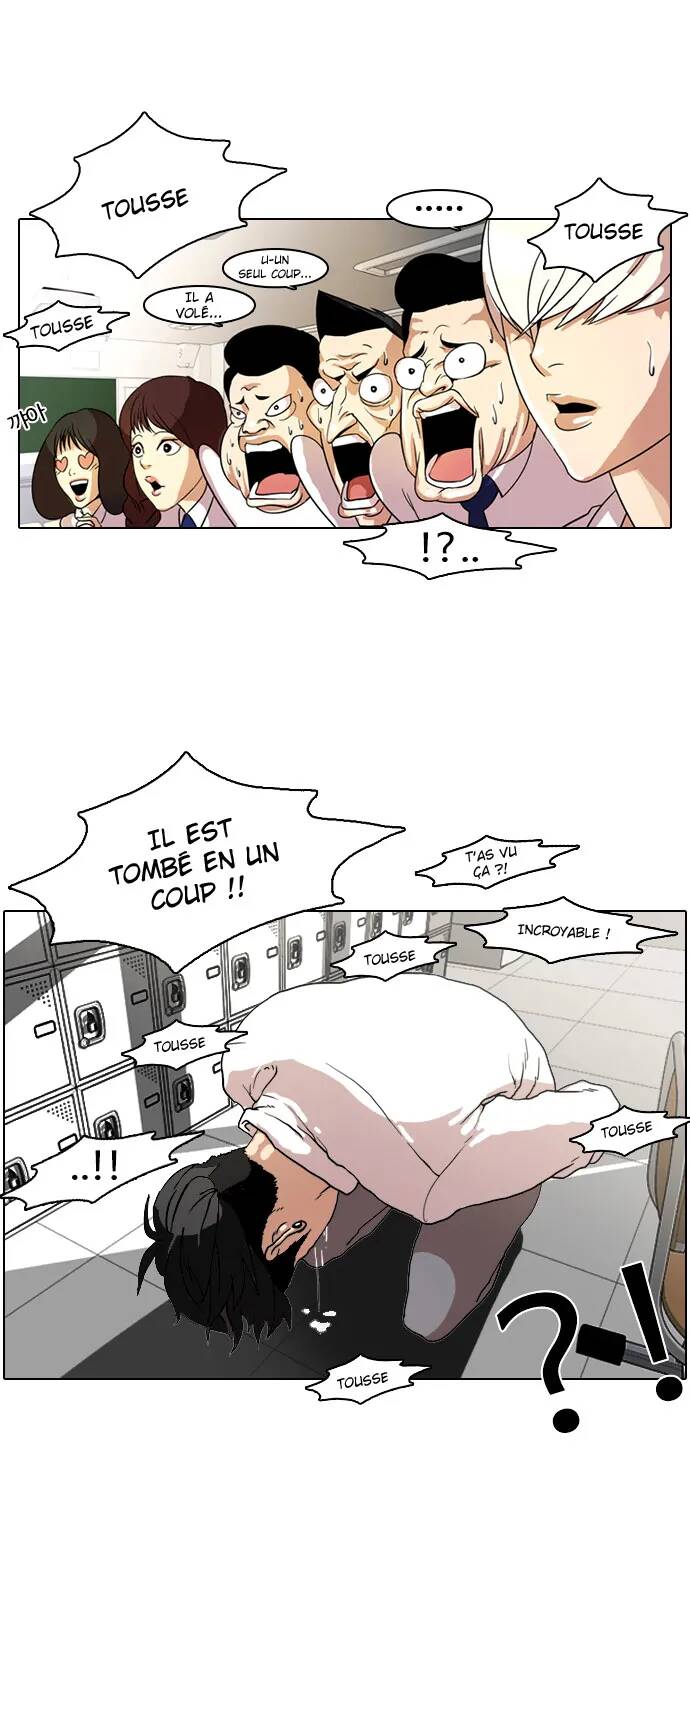 TOUSSE
.....
TOUSSE
U-UN
SEUL COUP...
IL A
VOLÉ...
TOUSSE
까아
!?..
IL EST
TOMBÉ EN UN
COUP !!
T'AS VU
ÇA ?!
INCROYABLE !
TOUSSE
TOUSSE
TOUSSE
..!!
?!
TOUSSE